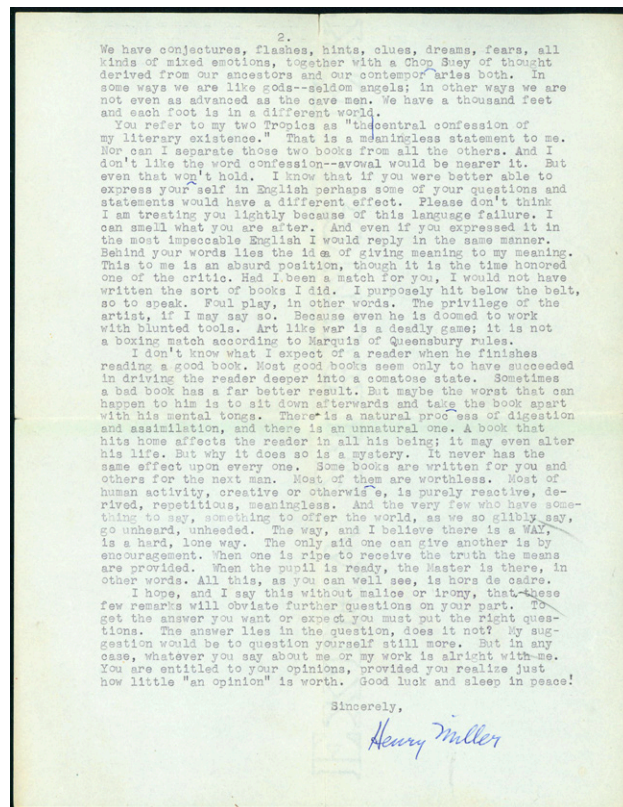 2.
We have conjectures, flashes, hints, clues, dreams, fears, all
kinds of mixed emotions, together with a Chop Suey of thought
derived from our ancestors and our contempor aries both. In
some ways we are like gods--seldom angels; in other ways we are
not even as advanced as the cave men. We have a thousand feet
and each foot is in a different world.
You refer to my two Tropics as "the|central confession of
my literary existence." That is a meaningless statement to me.
Nor can I separate those two books from all the others. And I
don't like the word confession--avowal would be nearer it. But
even that won't hold. I know that if you were better able to
express your self in English perhaps some of your questions and
statements would have a different effect. Please don't think
I am treating you lightly because of this language failure. I
can smell what you are after. And even if you expressed it in
the most impeccable English I would reply in the same manner.
Behind your words lies the idea of giving meaning to my meaning.
This to me is an absurd position, though it is the time honored
one of the critic. Had I been a match for you, I would not have
written the sort of books I did. I purposely hit below the belt,
so to speak. Foul play, in other words. The privilege of the
artist, if I may say so. Because even he is doomed to work
with blunted tools. Art like war is a deadly game; it is not
a boxing match according to Marquis of Queensbury rules.
I don't know what I expect of a reader when he finishes
reading a good book. Most good books seem only to have succeeded
in driving the reader deeper into a comatose state. Sometimes
a bad book has a far better result. But maybe the worst that can
happen to him is to sit down afterwards and take the book apart
with his mental tongs. There is a natural proc ess of digestion
and assimilation, and there is an unnatural one. A book that
hits home affects the reader in all his being; it may even alter
his life. But why it does so is a mystery. It never has the
same effect upon every one. Some books are written for you and
others for the next man. Most of them are worthless. Most of
human activity, creative or otherwis e, is purely reactive, de-
rived, repetitious, meaningless. And the very few who have some-
thing to say, something to offer the world, as we so glibly say,
go unheard, unheeded. The way, and I believe there is a WAY,
is a hard, lone way. The only aid one can give another is by
encouragement. When one is ripe to receive the truth the means
are provided. When the pupil is ready, the Master is there, in
other words. All this, as you can well see, is hors de cadre.
I hope, and I say this without malice or irony, that these
few remarks will obviate further questions on your part. To
get the answer you want or expect you must put the right ques-
tions. The answer lies in the question, does it not? My sug-
gestion would be to question yourself still more. But in any
case, whatever you say about me or my work is alright with me.
You are entitled to your opinions, provided you realize just
how little "an opinion" is worth. Good luck and sleep in peace!
Sincerely,
Henry Miller